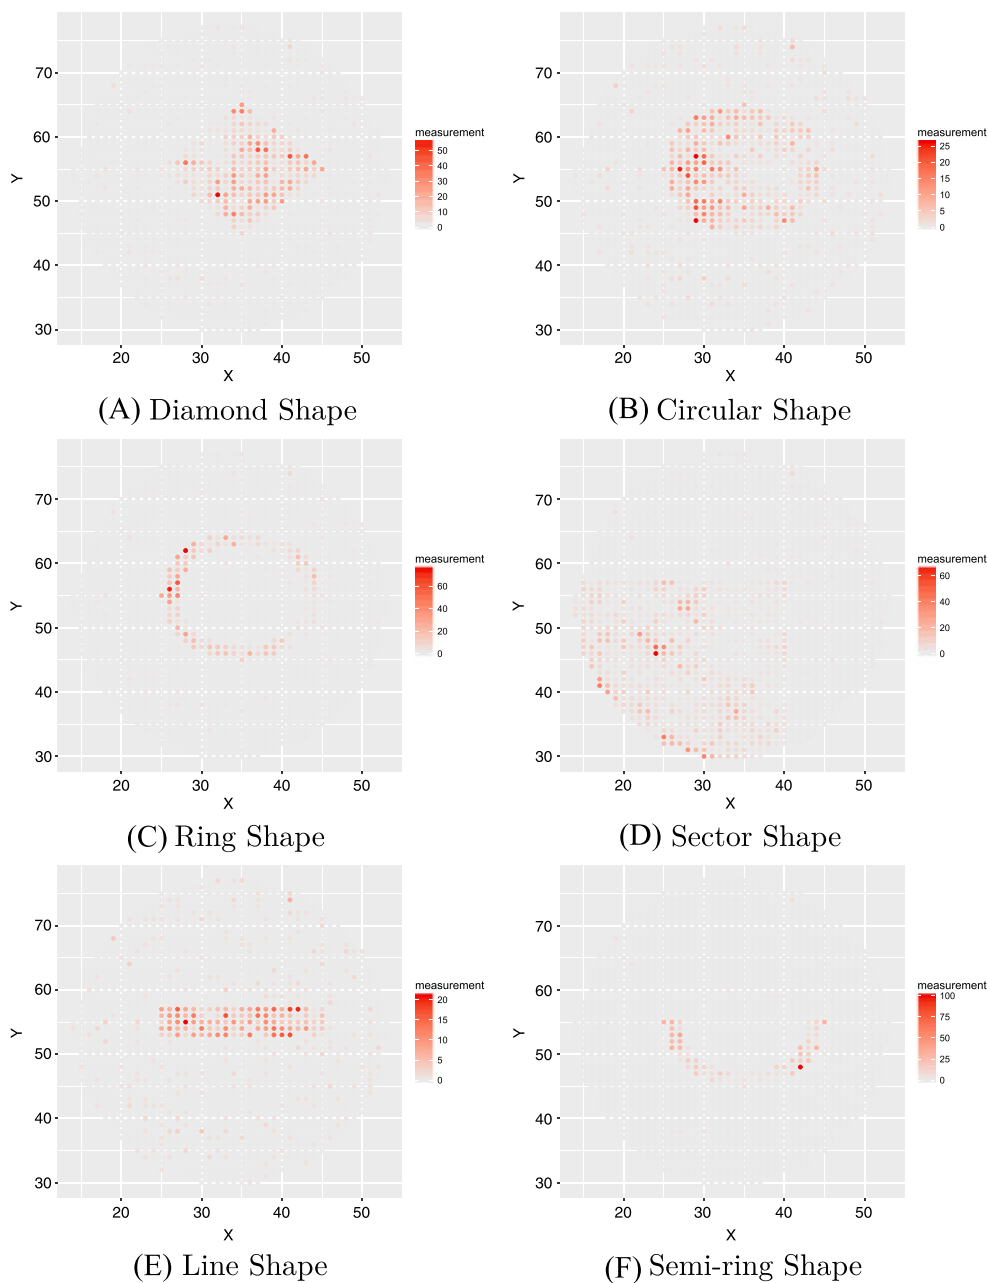 70
60
50
40
30
Y
20 30 40 50
X
measurement
50
40
30
20
10
0
(A) Diamond Shape
70
60
50
40
30
Y
20 30 40 50
X
measurement
25
20
15
10
5
0
(B) Circular Shape
70
60
50
40
30
Y
20 30 40 50
X
measurement
60
40
20
0
(C) Ring Shape
70
60
50
40
30
Y
20 30 40 50
X
measurement
60
40
20
0
(D) Sector Shape
70
60
50
40
30
Y
20 30 40 50
X
measurement
20
15
10
5
0
(E) Line Shape
70
60
50
40
30
Y
20 30 40 50
X
measurement
100
75
50
25
0
(F) Semi-ring Shape